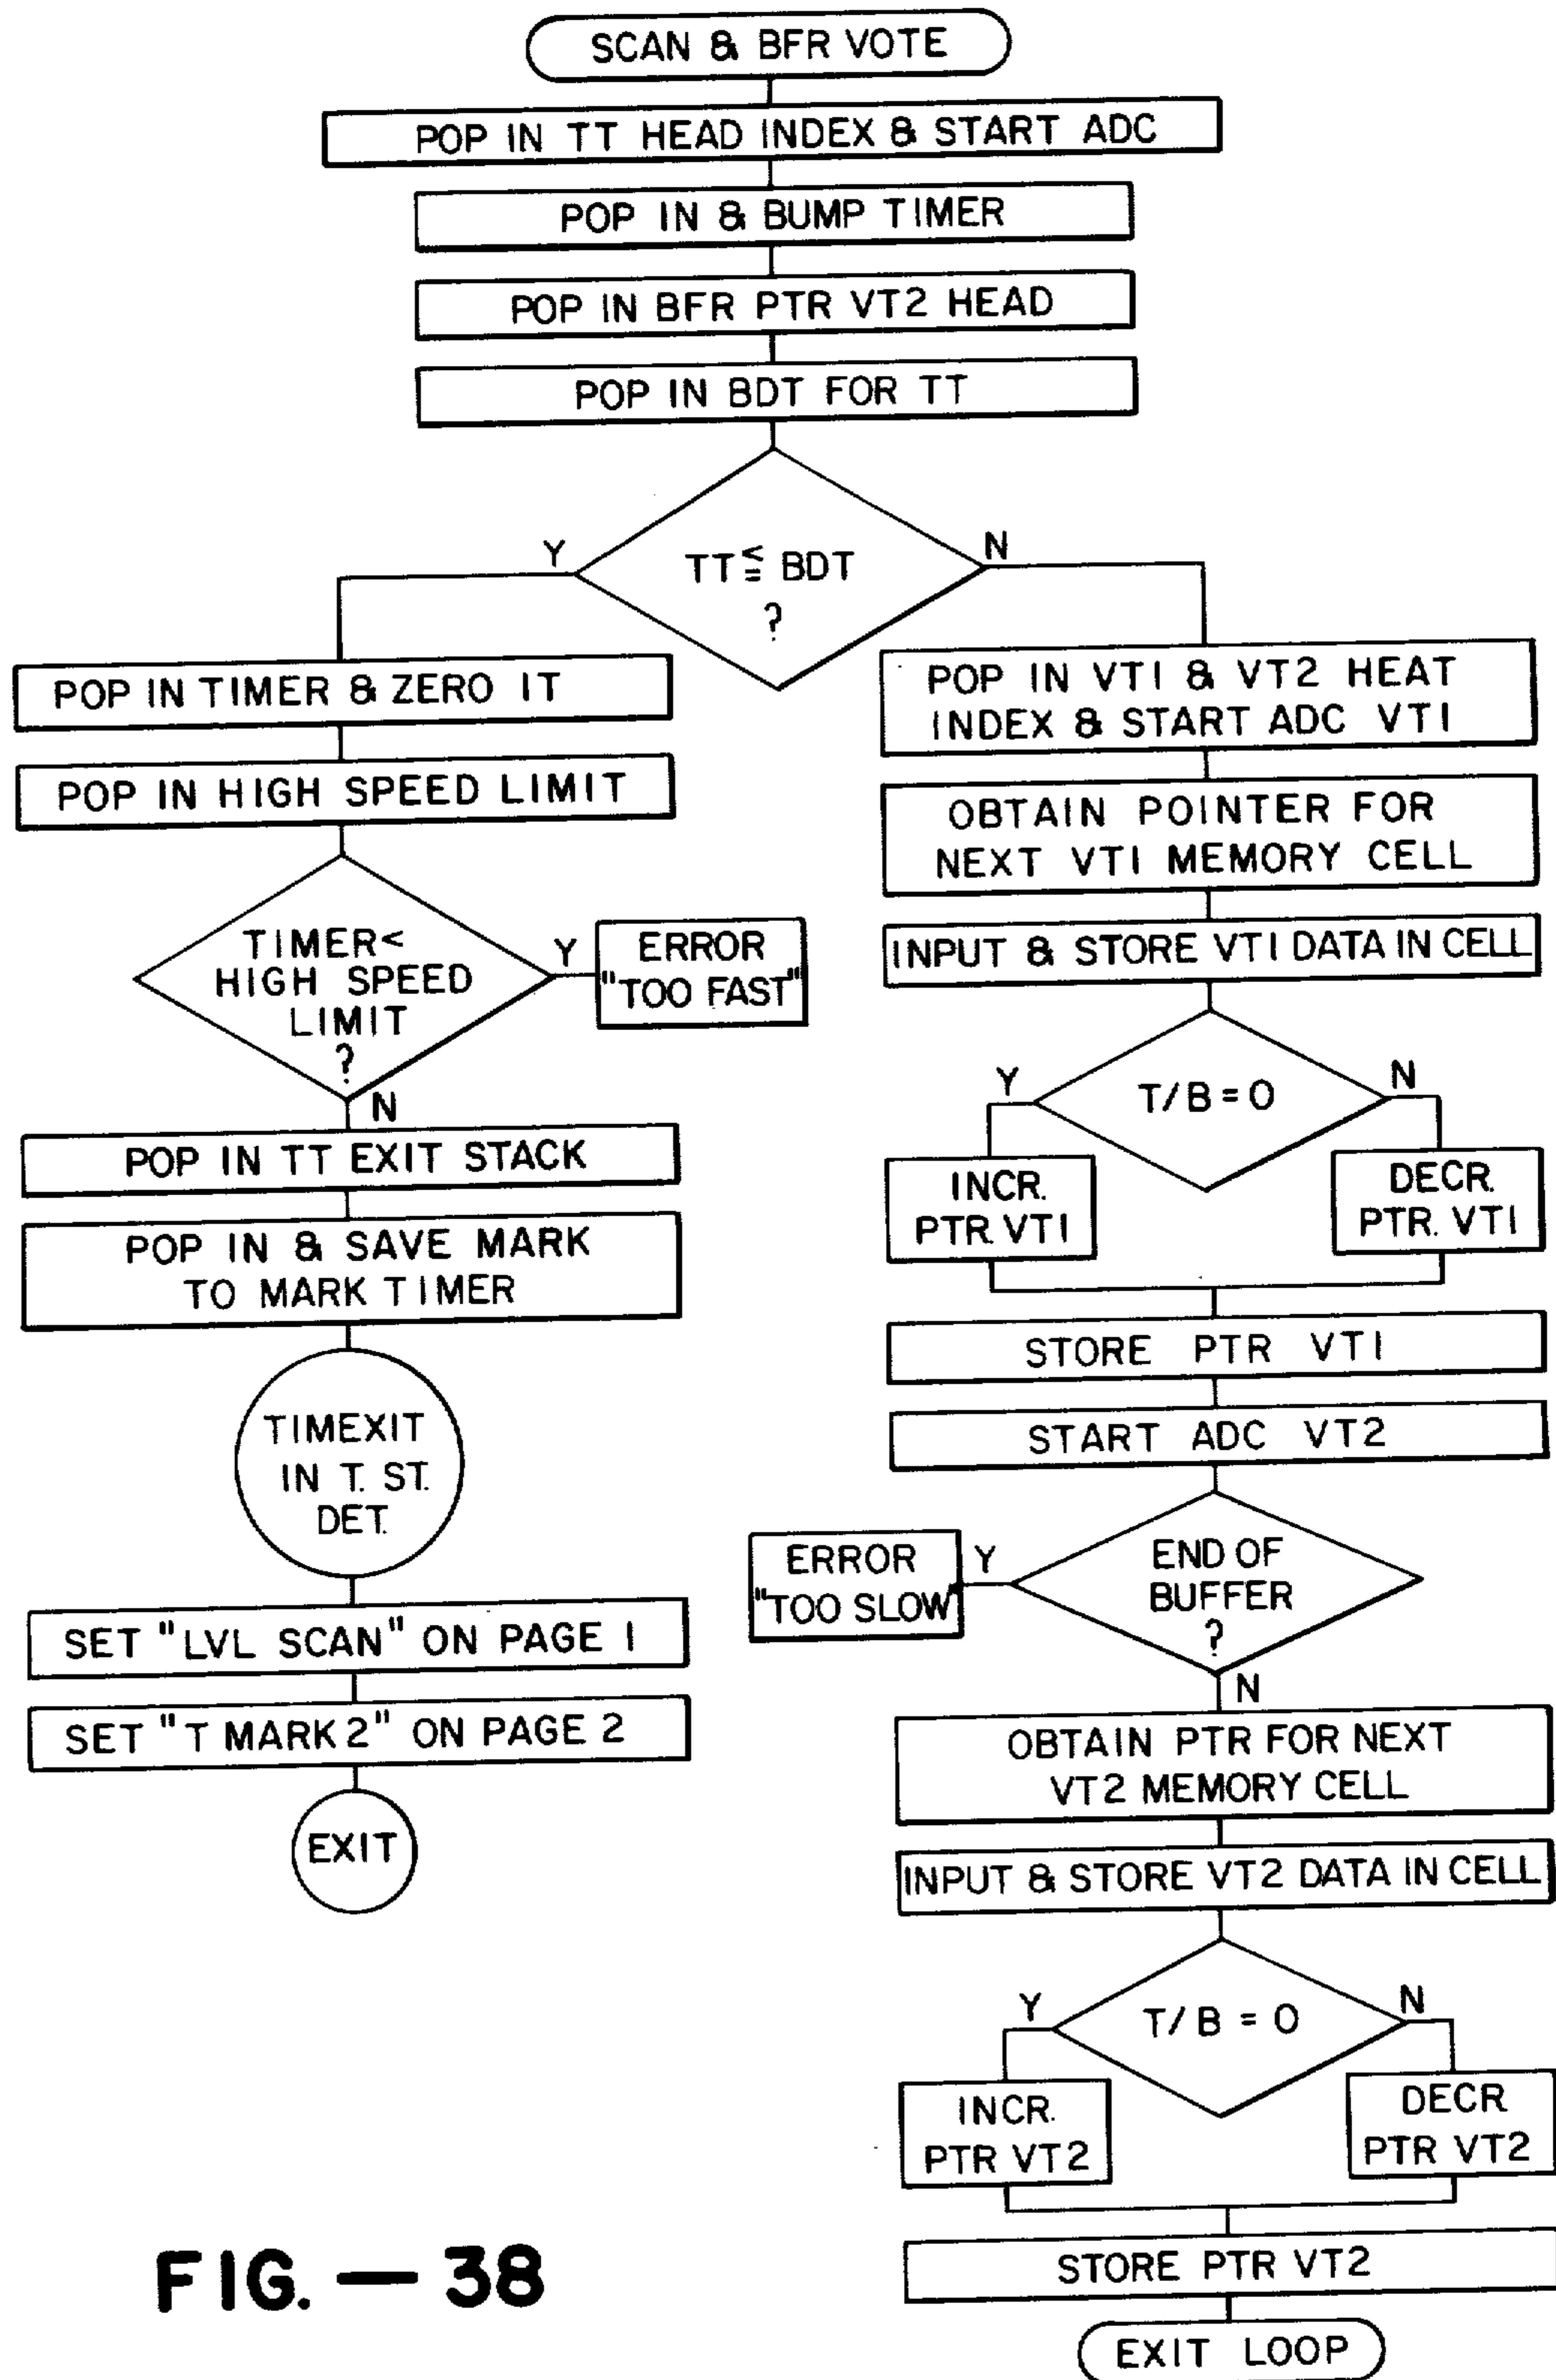 SCAN & BFR VOTE
POP IN TT HEAD INDEX & START ADC
POP IN & BUMP TIMER
POP IN BFR PTR VT2 HEAD
POP IN BDT FOR TT
Y
TT ≦ BDT
?
N
POP IN TIMER & ZERO IT
POP IN HIGH SPEED LIMIT
TIMER<
HIGH SPEED
LIMIT
?
Y
ERROR
"TOO FAST"
N
POP IN TT EXIT STACK
POP IN & SAVE MARK
TO MARK TIMER
TIMEXIT
IN T. ST.
DET.
SET "LVL SCAN" ON PAGE 1
SET "T MARK 2" ON PAGE 2
EXIT
POP IN VT1 & VT2 HEAT
INDEX & START ADC VT1
OBTAIN POINTER FOR
NEXT VT1 MEMORY CELL
INPUT & STORE VT1 DATA IN CELL
Y
T/B = 0
N
INCR.
PTR. VT1
DECR.
PTR. VT1
STORE PTR VT1
START ADC VT2
END OF
BUFFER
?
Y
ERROR
"TOO SLOW"
N
OBTAIN PTR FOR NEXT
VT2 MEMORY CELL
INPUT & STORE VT2 DATA IN CELL
Y
T/B = 0
N
INCR.
PTR VT2
DECR
PTR VT2
STORE PTR VT2
EXIT LOOP
FIG. — 38